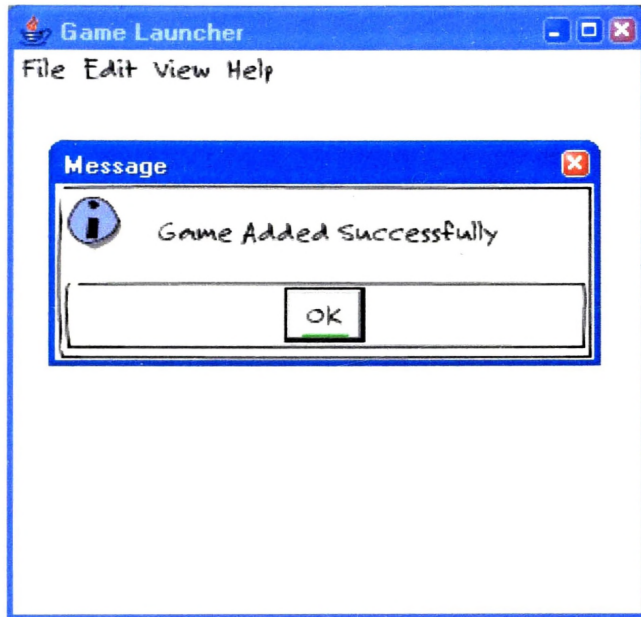 Game Launcher
File Edit View Help
Message
Game Added Successfully
OK